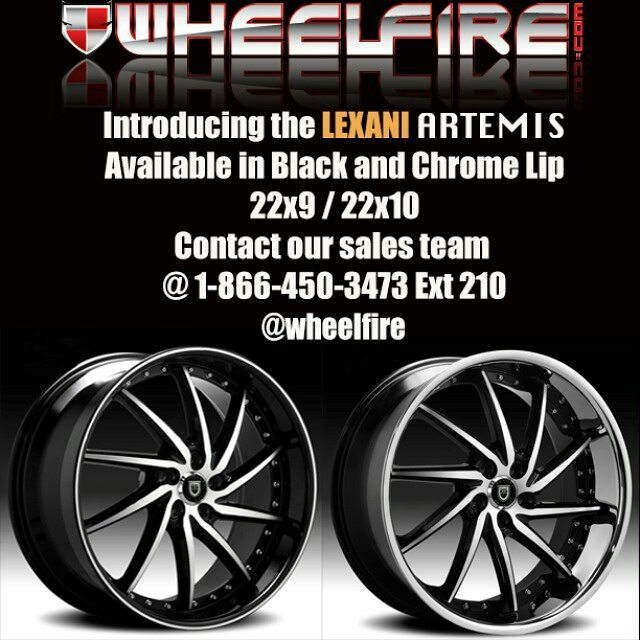 WHEELFIRE
Introducing the LEXANI ARTEMIS
Available in Black and Chrome Lip
22x9 / 22x10
Contact our sales team
@ 1-866-450-3473 Ext 210
@wheelfire